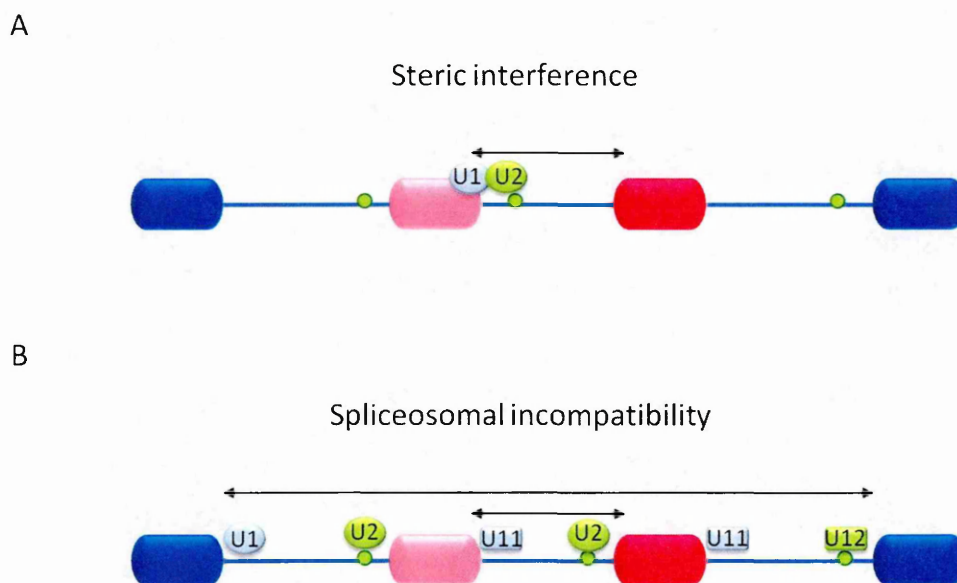 A
Steric interference
U1 U2
B
Spliceosomal incompatibility
U1 U2 U11 U2 U11 U12